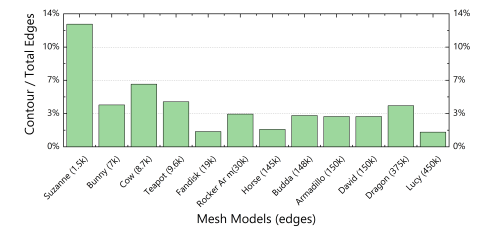 14%
14%
10%
10%
7%
7%
3%
3%
0%
0%
Contour / Total Edges
Suzanne (1.5k)
Bunny (7k)
Cow (8.7k)
Teapot (9.6k)
Fandisk (19k)
Rocker Ar m(30k)
Horse (145k)
Budda (148k)
Armadillo (150k)
David (150k)
Dragon (375k)
Lucy (450k)
Mesh Models (edges)